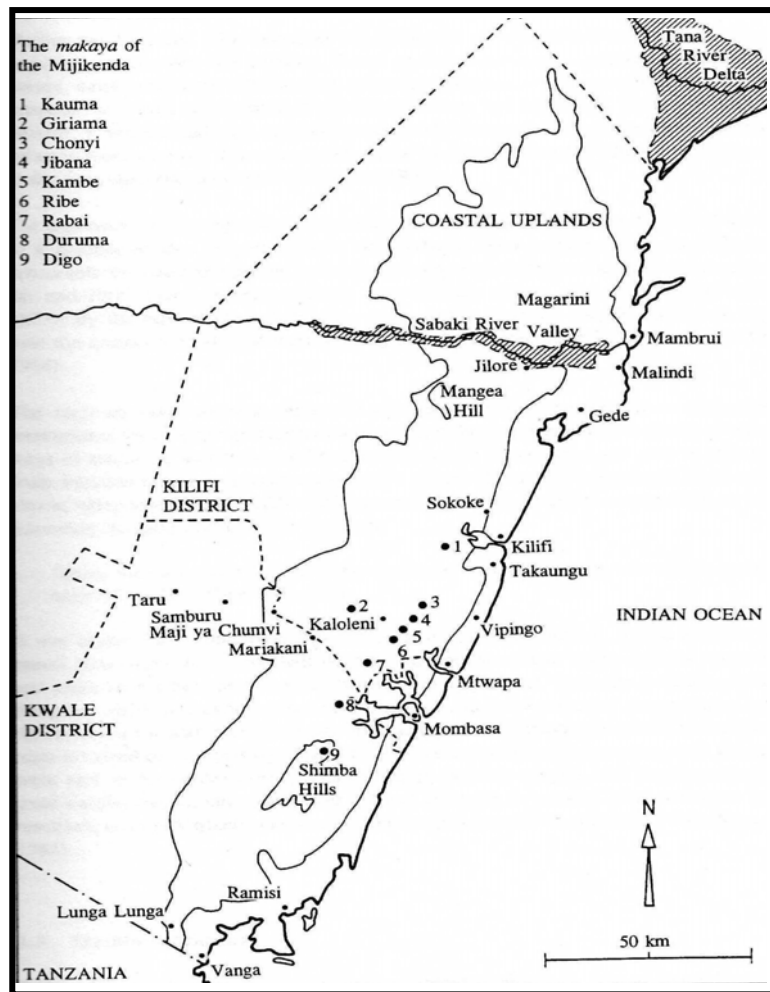 The makaya of
the Mijikenda
1 Kauma
2 Giriama
3 Chonyi
4 Jibana
5 Kambe
6 Ribe
7 Rabai
8 Duruma
9 Digo
Tana
River
Delta
COASTAL UPLANDS
Magarini
Sabaki River
Valley
Mambrui
Jilore
Malindi
Mangea
Hill
Gede
KILIFI
DISTRICT
Sokoke
1
Kilifi
Takaungu
Taru
Samburu
Maji ya Chumvi
Mariakani
2
Kaloleni
3
4
5
6
7
Vipingo
INDIAN OCEAN
Mtwapa
8
KWALE
DISTRICT
Mombasa
9
Shimba
Hills
N
Ramisi
Lunga Lunga
50 km
TANZANIA
Vanga